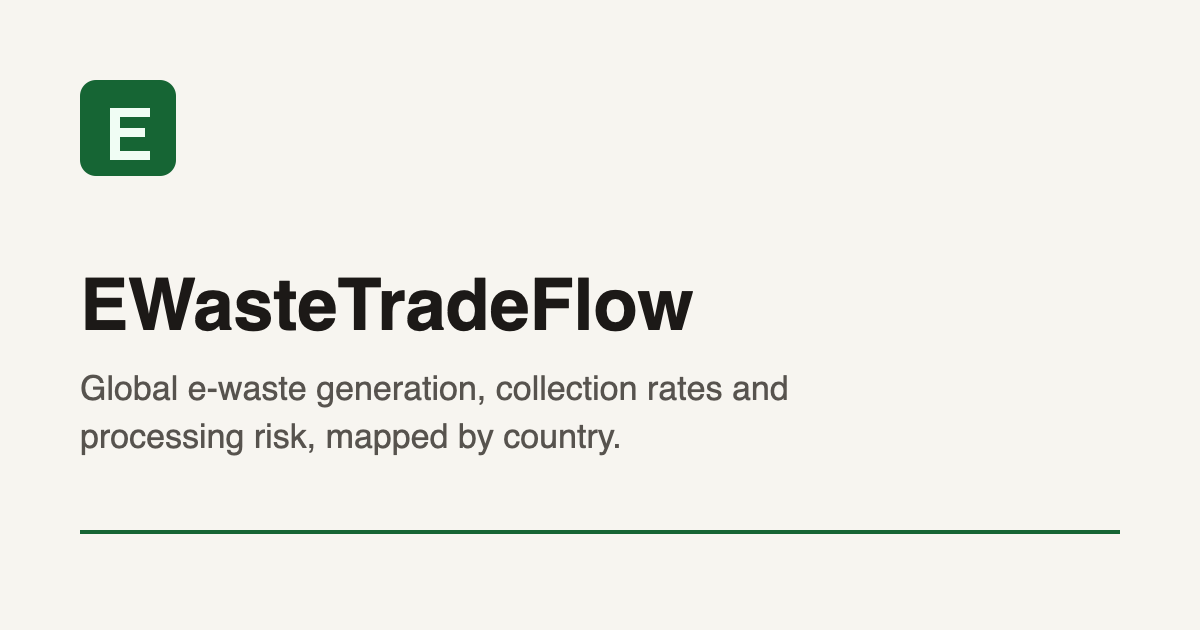 E
EWasteTradeFlow
Global e-waste generation, collection rates and
processing risk, mapped by country.